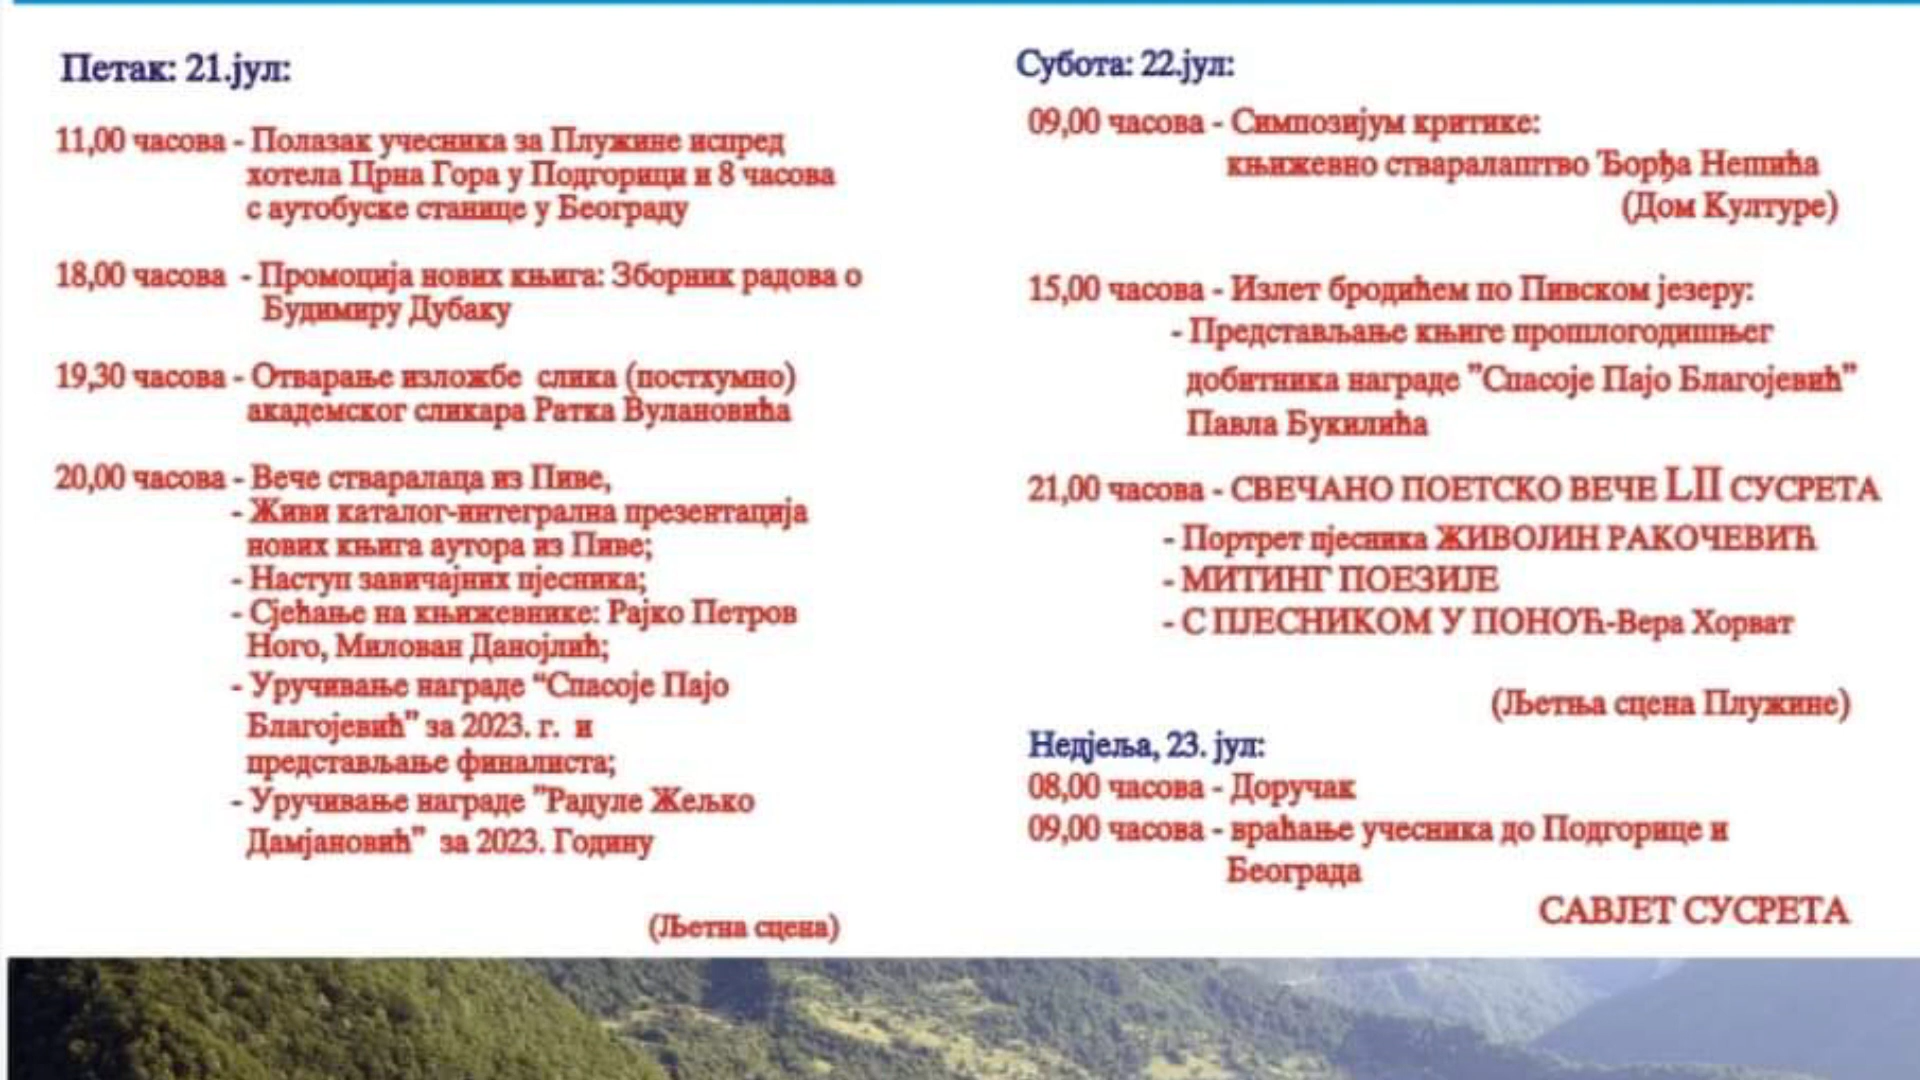 Петак: 21.јул:
11,00 часова - Полазак учесника за Плужине испред
хотела Црна Гора у Подгорици и 8 часова
с аутобуске станице у Београду
18,00 часова - Промоција нових књига: Зборник радова о
Будимиру Дубаку
19,30 часова - Отварање изложбе слика (постхумно)
академског сликара Ратка Вулановића
20,00 часова - Вече стваралаца из Пиве,
- Живи каталог-интегрална презентација
нових књига аутора из Пиве;
- Наступ завичајних пјесника;
- Сјећање на књижевнике: Рајко Петров
Ного, Милован Данојлић;
- Уручивање награде “Спасоје Пајо
Благојевић” за 2023. г. и
представљање финалиста;
- Уручивање награде ”Радуле Жељко
Дамјановић” за 2023. Годину
(Љетна сцена)
Субота: 22.јул:
09,00 часова - Симпозијум критике:
књижевно стваралаштво Ђорђа Нешића
(Дом Културе)
15,00 часова - Излет бродићем по Пивском језеру:
- Представљање књиге прошлогодишњег
добитника награде ”Спасоје Пајо Благојевић”
Павла Букилића
21,00 часова - СВЕЧАНО ПОЕТСКО ВЕЧЕ LII СУСРЕТА
- Портрет пјесника ЖИВОЈИН РАКОЧЕВИЋ
- МИТИНГ ПОЕЗИЈЕ
- С ПЈЕСНИКОМ У ПОНОЋ-Вера Хорват
(Љетња сцена Плужине)
Недјеља, 23. јул:
08,00 часова - Доручак
09,00 часова - враћање учесника до Подгорице и
Београда
САВЈЕТ СУСРЕТА